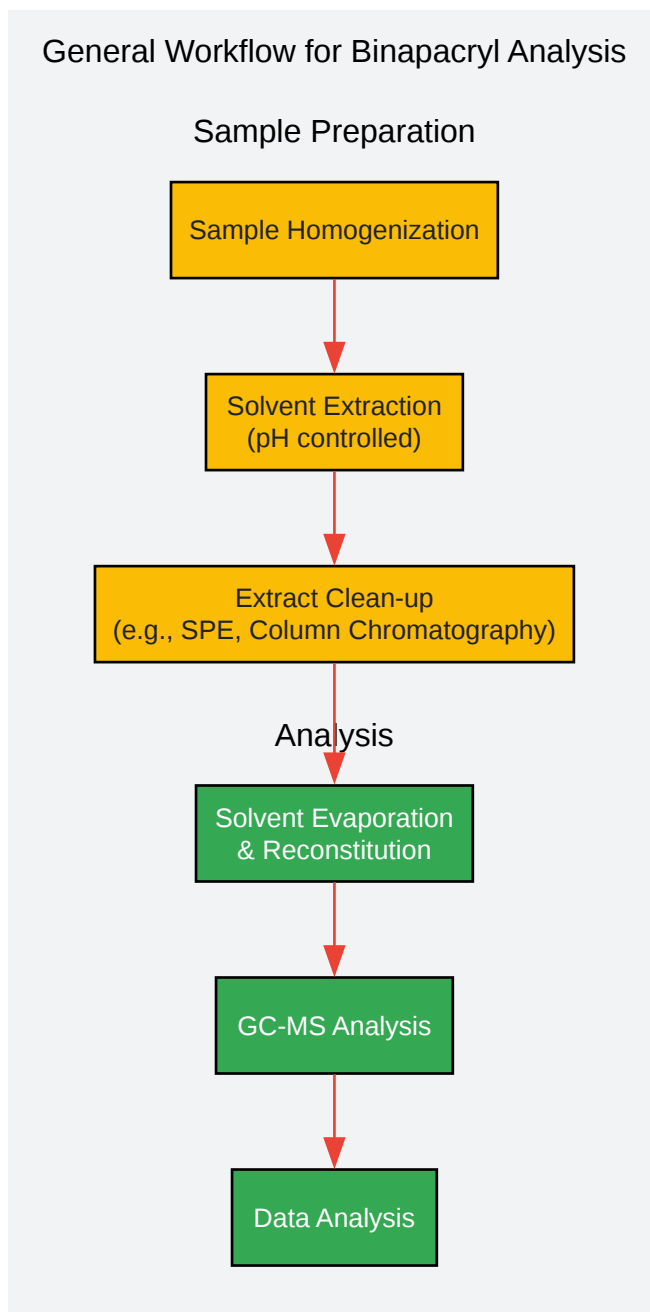 General Workflow for Binapacryl Analysis
Sample Preparation
Sample Homogenization
Solvent Extraction
(pH controlled)
Extract Clean-up
(e.g., SPE, Column Chromatography)
Analysis
Solvent Evaporation
& Reconstitution
GC-MS Analysis
Data Analysis